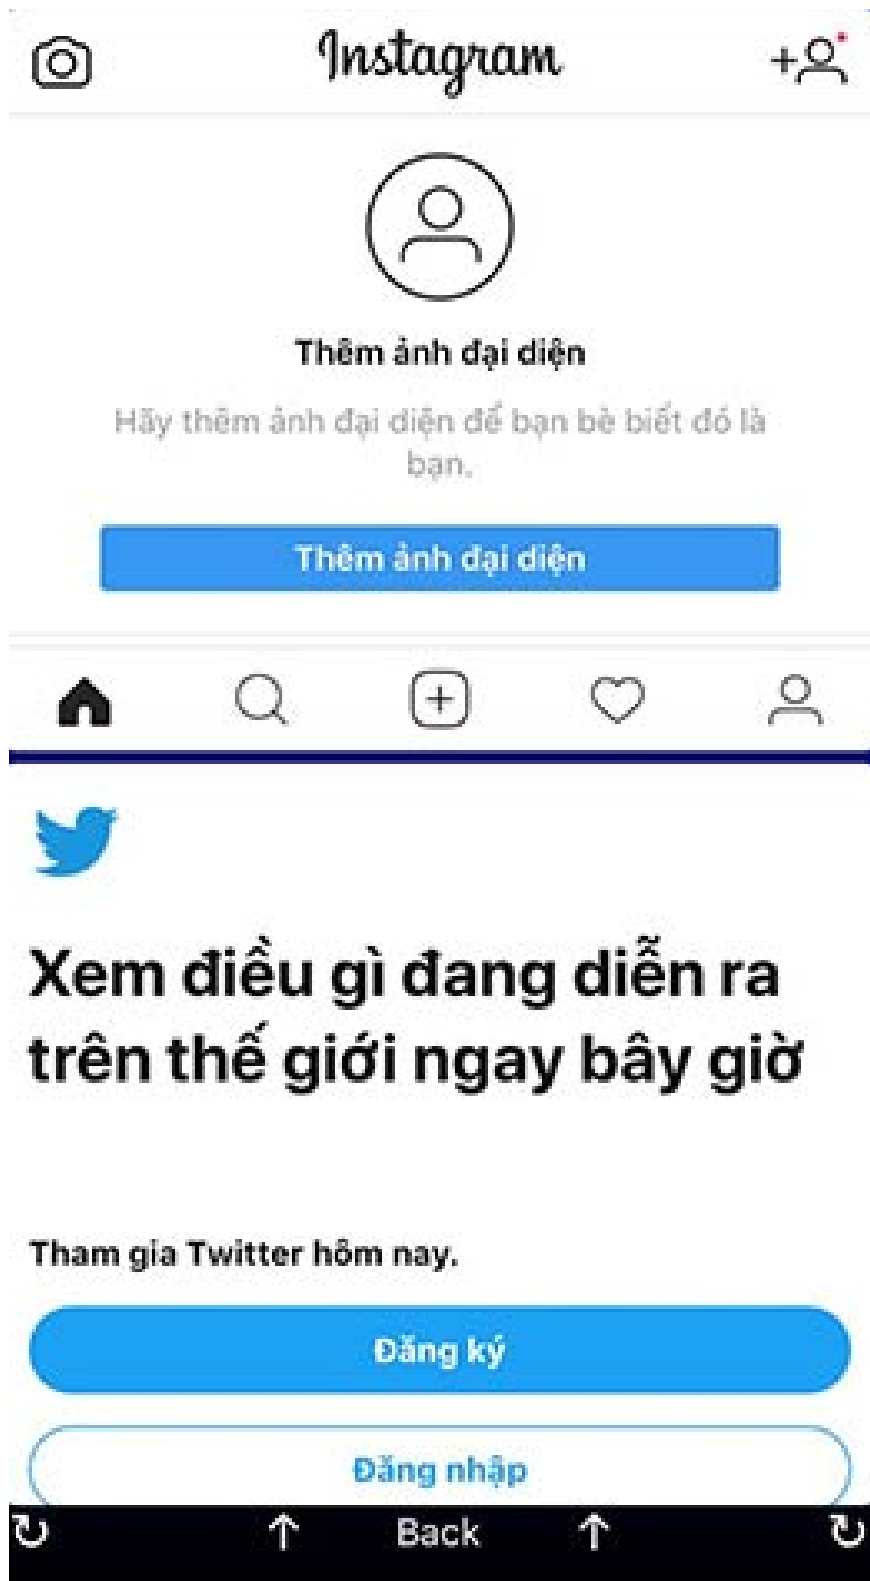 Instagram
Thêm ảnh đại diện
Hãy thêm ảnh đại diện để bạn bè biết đó là
bạn.
Thêm ảnh đại diện
Xem điều gì đang diễn ra
trên thế giới ngay bây giờ
Tham gia Twitter hôm nay.
Đăng ký
Đăng nhập
Back